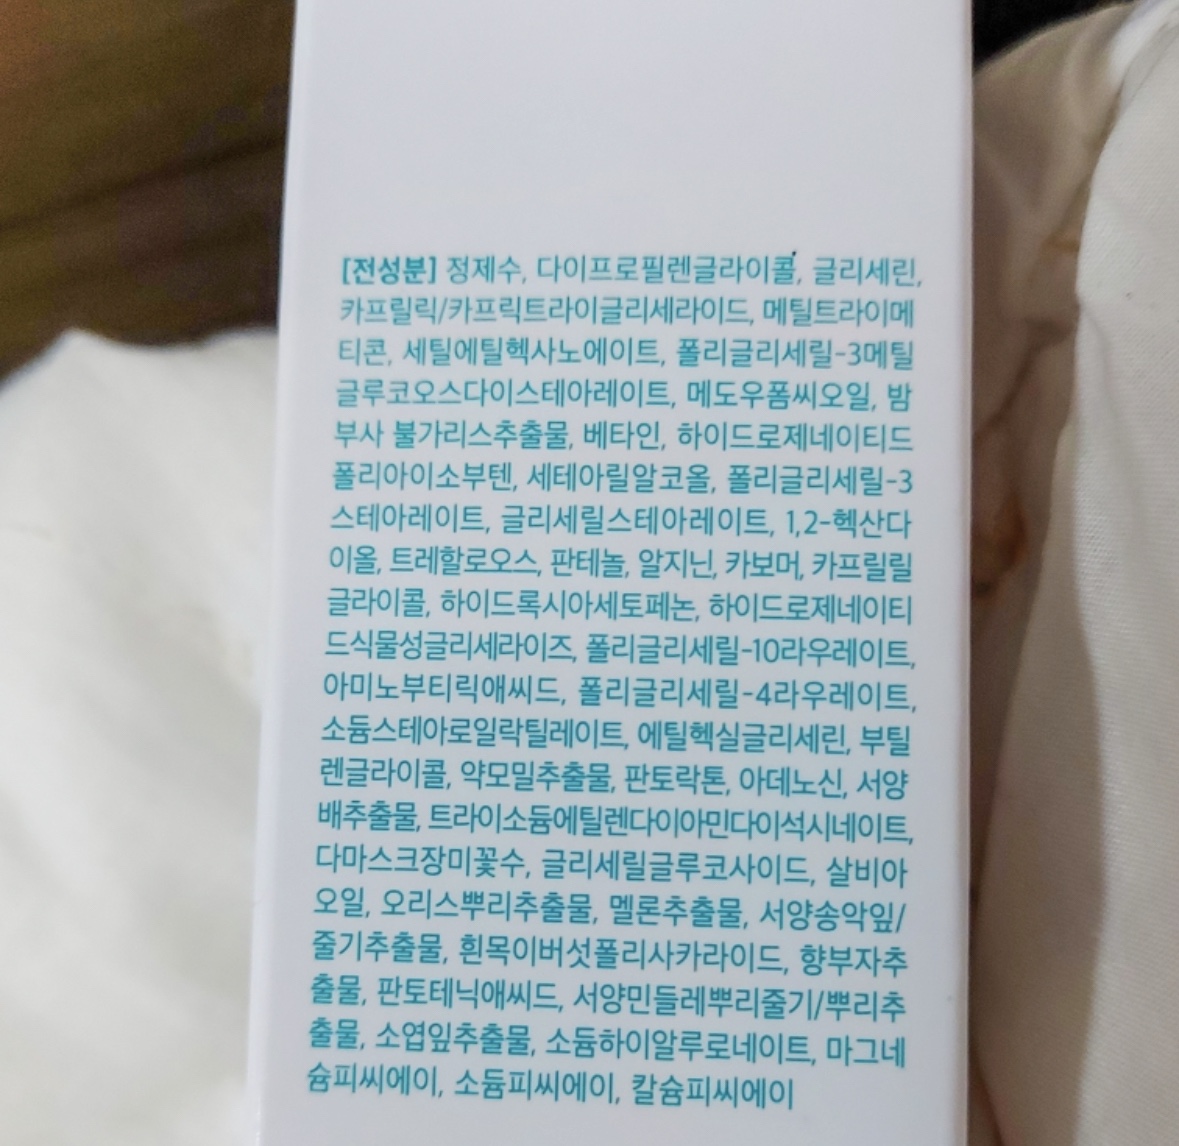 [전성분] 정제수, 다이프로필렌글라이콜, 글리세린,
카프릴릭/카프릭트라이글리세라이드, 메틸트라이메
티콘, 세틸에틸헥사노에이트, 폴리글리세릴-3메틸
글루코오스다이스테아레이트, 메도우폼씨오일, 밤
부사 불가리스추출물, 베타인, 하이드로제네이티드
폴리아이소부텐, 세테아릴알코올, 폴리글리세릴-3
스테아레이트, 글리세릴스테아레이트, 1,2-헥산다
이올, 트레할로오스, 판테놀, 알지닌, 카보머, 카프릴릴
글라이콜, 하이드록시아세토페논, 하이드로제네이티
드식물성글리세라이즈, 폴리글리세릴-10라우레이트,
아미노부티릭애씨드, 폴리글리세릴-4라우레이트,
소듐스테아로일락틸레이트, 에틸헥실글리세린, 부틸
렌글라이콜, 약모밀추출물, 판토락톤, 아데노신, 서양
배추출물, 트라이소듐에틸렌다이아민다이석시네이트,
다마스크장미꽃수, 글리세릴글루코사이드, 살비아
오일, 오리스뿌리추출물, 멜론추출물, 서양송악잎/
줄기추출물, 흰목이버섯폴리사카라이드, 향부자추
출물, 판토테닉애씨드, 서양민들레뿌리줄기/뿌리추
출물, 소엽잎추출물, 소듐하이알루로네이트, 마그네
슘피씨에이, 소듐피씨에이, 칼슘피씨에이